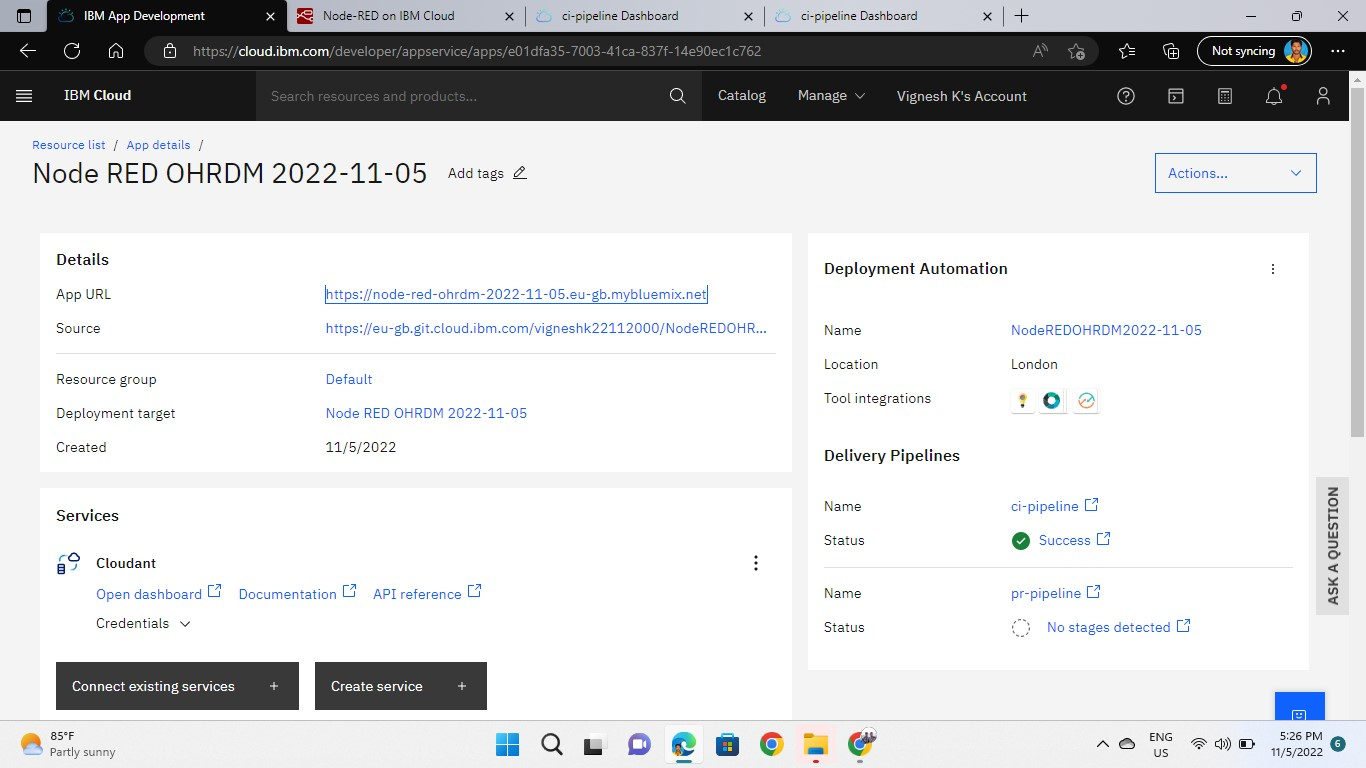 IBM App Development
Node-RED on IBM Cloud
ci-pipeline Dashboard
ci-pipeline Dashboard
https://cloud.ibm.com/developer/appservice/apps/e01dfa35-7003-41ca-837f-14e90ec1c762
Not syncing
IBM Cloud
Search resources and products...
Catalog
Manage
Vignesh K's Account
Resource list / App details /
Node RED OHRDM 2022-11-05
Add tags
Actions...
Details
App URL https://node-red-ohrdm-2022-11-05.eu-gb.mybluemix.net
Source https://eu-gb.git.cloud.ibm.com/vigneshk22112000/NodeREDOHR...
Resource group Default
Deployment target Node RED OHRDM 2022-11-05
Created 11/5/2022
Services
Cloudant
Open dashboard Documentation API reference
Credentials
Connect existing services + Create service +
Deployment Automation
Name NodeREDOHRDM2022-11-05
Location London
Tool integrations
Delivery Pipelines
Name ci-pipeline
Status Success
Name pr-pipeline
Status No stages detected
ASK A QUESTION
85°F
Partly sunny
ENG
US
5:26 PM
11/5/2022
6